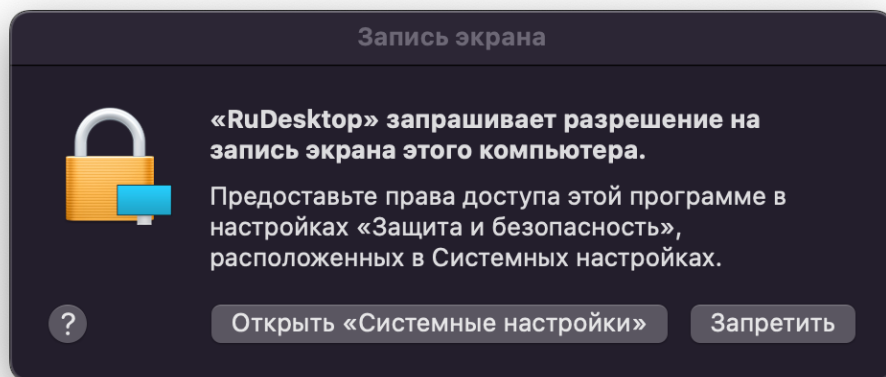 Запись экрана
«RuDesktop» запрашивает разрешение на
запись экрана этого компьютера.
Предоставьте права доступа этой программе в
настройках «Защита и безопасность»,
расположенных в Системных настройках.
?
Открыть «Системные настройки»
Запретить